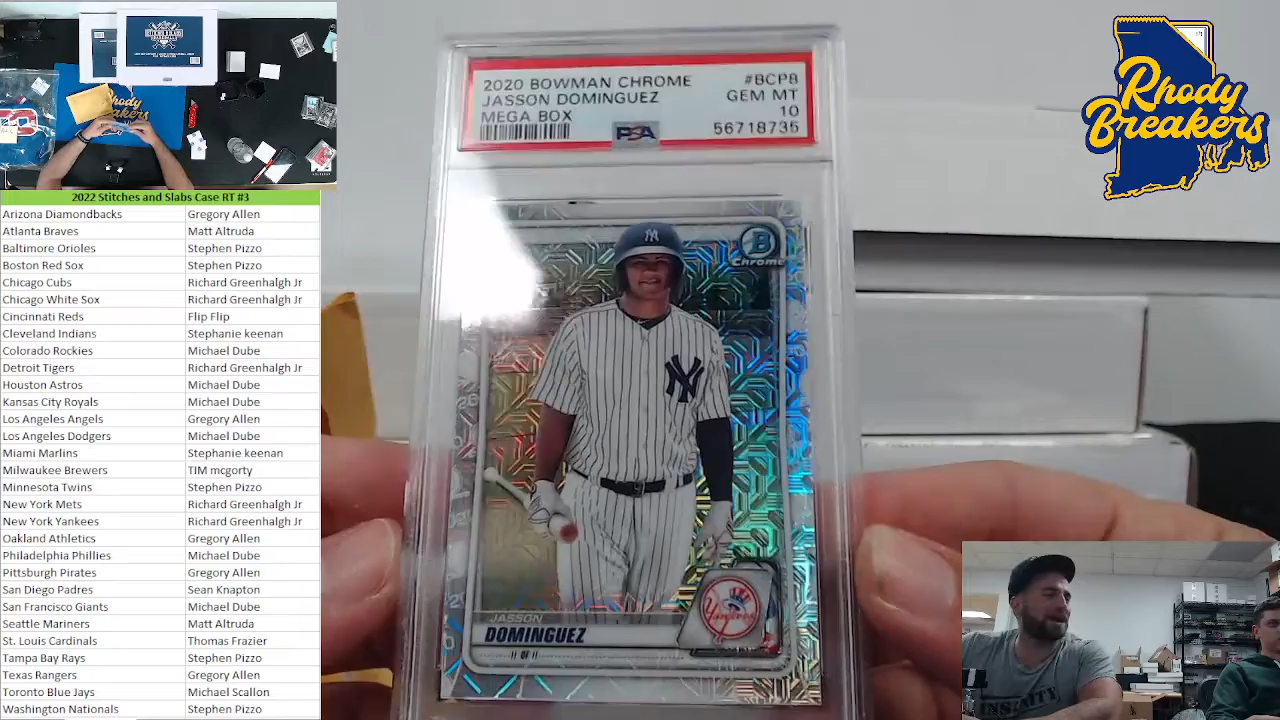 2022 Stitches and Slabs Case RT #3
Arizona Diamondbacks Gregory Allen
Atlanta Braves Matt Altruda
Baltimore Orioles Stephen Pizzo
Boston Red Sox Stephen Pizzo
Chicago Cubs Richard Greenhalgh Jr
Chicago White Sox Richard Greenhalgh Jr
Cincinnati Reds Flip Flip
Cleveland Indians Stephanie keenan
Colorado Rockies Michael Dube
Detroit Tigers Richard Greenhalgh Jr
Houston Astros Michael Dube
Kansas City Royals Michael Dube
Los Angeles Angels Gregory Allen
Los Angeles Dodgers Michael Dube
Miami Marlins Stephanie keenan
Milwaukee Brewers TIM mcgorty
Minnesota Twins Stephen Pizzo
New York Mets Richard Greenhalgh Jr
New York Yankees Richard Greenhalgh Jr
Oakland Athletics Gregory Allen
Philadelphia Phillies Michael Dube
Pittsburgh Pirates Gregory Allen
San Diego Padres Sean Knapton
San Francisco Giants Michael Dube
Seattle Mariners Matt Altruda
St. Louis Cardinals Thomas Frazier
Tampa Bay Rays Stephen Pizzo
Texas Rangers Gregory Allen
Toronto Blue Jays Michael Scallon
Washington Nationals Stephen Pizzo
2020 BOWMAN CHROME #BCP8
JASSON DOMINGUEZ GEM MT
MEGA BOX 10
PSA 56718735
B
Chrome
NY
NY
Yankees
JASSON
DOMINGUEZ
Rhody
Breakers
Rhody
Breakers